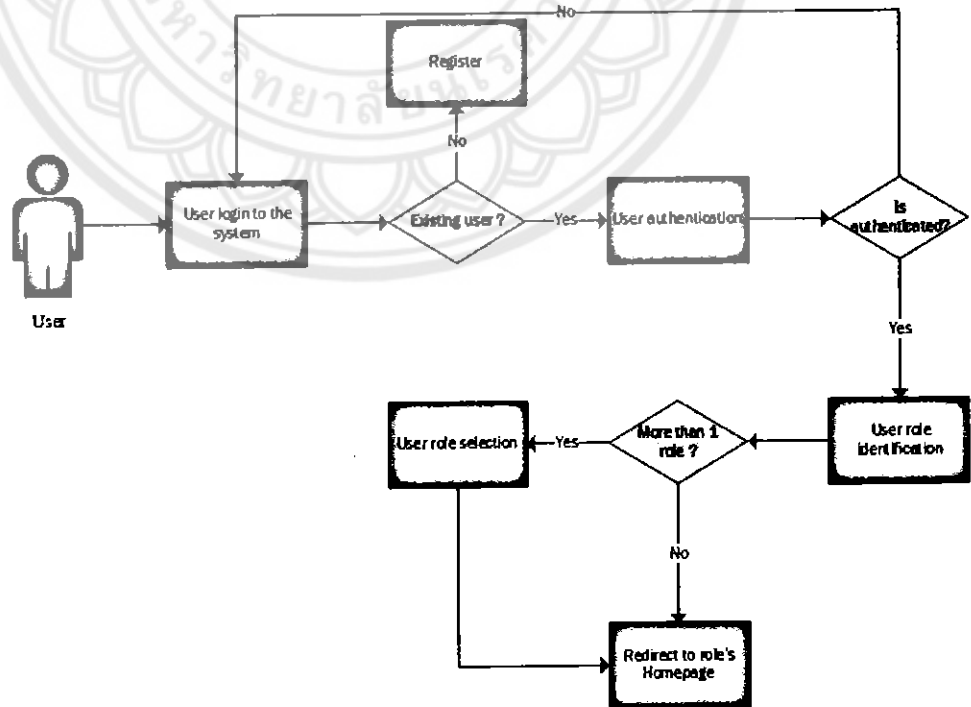 No
Register
No
User login to the
system
Existing user ?
Yes
User authentication
Is
authenticated?
User
Yes
User role selection
Yes
More than 1
role ?
User role
identification
No
Redirect to role's
Homepage